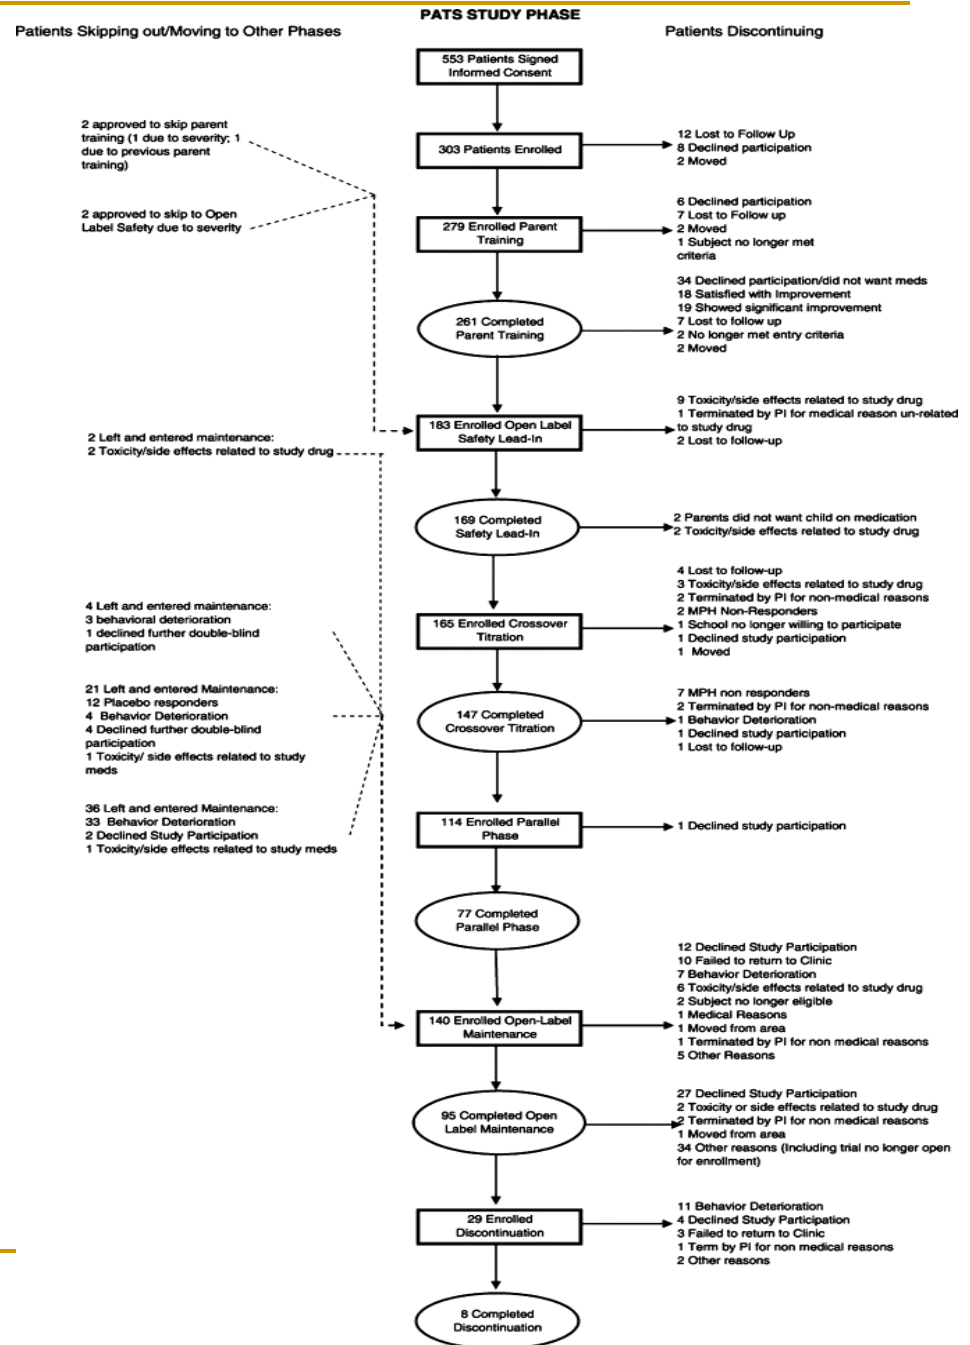 PATS STUDY PHASE
Patients Skipping out/Moving to Other Phases
Patients Discontinuing
553 Patients Signed
Informed Consent
2 approved to skip parent
training (1 due to severity; 1
due to previous parent
training)
303 Patients Enrolled
12 Lost to Follow Up
8 Declined participation
2 Moved
2 approved to skip to Open
Label Safety due to severity
279 Enrolled Parent
Training
6 Declined participation
7 Lost to Follow up
2 Moved
1 Subject no longer met
criteria
261 Completed
Parent Training
34 Declined participation/did not want meds
18 Satisfied with Improvement
19 Showed significant improvement
7 Lost to follow up
2 No longer met entry criteria
2 Moved
183 Enrolled Open Label
Safety Lead-In
9 Toxicity/side effects related to study drug
1 Terminated by PI for medical reason un-related
to study drug
2 Lost to follow-up
2 Left and entered maintenance:
2 Toxicity/side effects related to study drug
169 Completed
Safety Lead-In
2 Parents did not want child on medication
2 Toxicity/side effects related to study drug
4 Left and entered maintenance:
3 behavioral deterioration
1 declined further double-blind
participation
165 Enrolled Crossover
Titration
4 Lost to follow-up
3 Toxicity/side effects related to study drug
2 Terminated by PI for non-medical reasons
2 MPH Non-Responders
1 School no longer willing to participate
1 Declined study participation
1 Moved
21 Left and entered Maintenance:
12 Placebo responders
4 Behavior Deterioration
4 Declined further double-blind
participation
1 Toxicity/ side effects related to study
meds
147 Completed
Crossover Titration
7 MPH non responders
2 Terminated by PI for non-medical reasons
1 Behavior Deterioration
1 Declined study participation
1 Lost to follow-up
36 Left and entered Maintenance:
33 Behavior Deterioration
2 Declined Study Participation
1 Toxicity/side effects related to study meds
114 Enrolled Parallel
Phase
1 Declined study participation
77 Completed
Parallel Phase
140 Enrolled Open-Label
Maintenance
12 Declined Study Participation
10 Failed to return to Clinic
7 Behavior Deterioration
6 Toxicity/side effects related to study drug
2 Subject no longer eligible
1 Medical Reasons
1 Moved from area
1 Terminated by PI for non medical reasons
5 Other Reasons
95 Completed Open
Label Maintenance
27 Declined Study Participation
2 Toxicity or side effects related to study drug
2 Terminated by PI for non medical reasons
1 Moved from area
34 Other reasons (Including trial no longer open
for enrollment)
29 Enrolled
Discontinuation
11 Behavior Deterioration
4 Declined Study Participation
3 Failed to return to Clinic
1 Term by PI for non medical reasons
2 Other reasons
8 Completed
Discontinuation